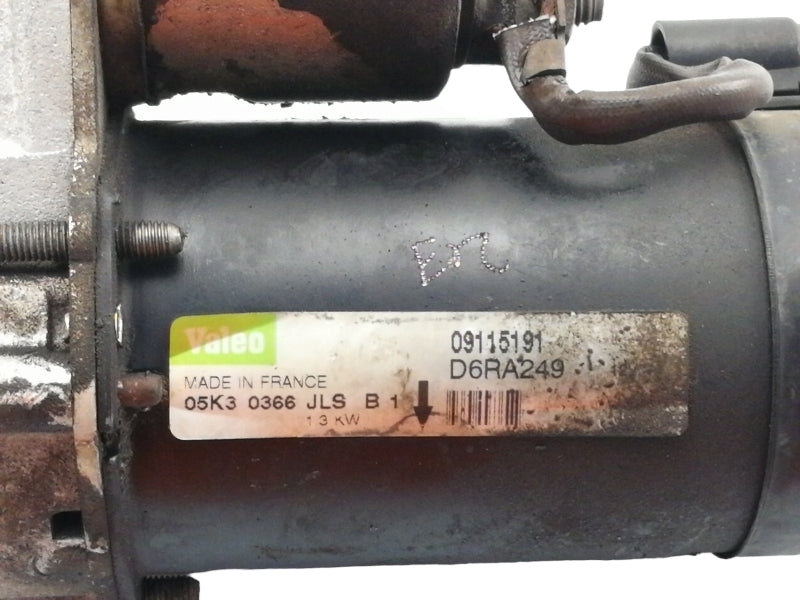 Valeo
09115191
D6RA249
MADE IN FRANCE
05K3 0366 JLS B 1
1.3 KW